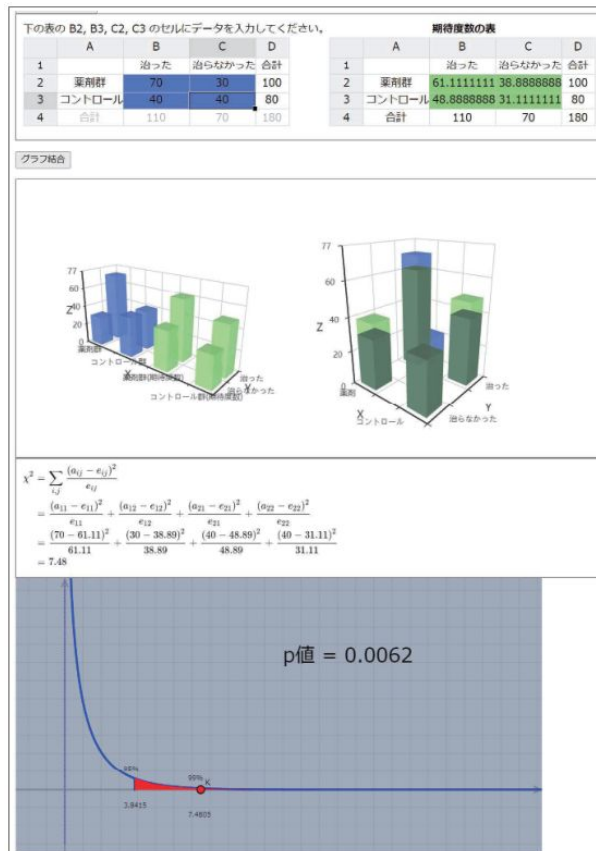 下の表の B2, B3, C2, C3 のセルにデータを入力してください。
A B C D
1 治った 治らなかった 合計
2 薬剤群 70 30 100
3 コントロール 40 40 80
4 合計 110 70 180
期待度数の表
A B C D
1 治った 治らなかった 合計
2 薬剤群 61.1111111 38.8888888 100
3 コントロール 48.8888888 31.1111111 80
4 合計 110 70 180
グラフ結合
77
60
Z
40
20
0
薬剤群
コントロール群
X
薬剤群(期待度数)
コントロール群(期待度数)
治った
Y
治らなかった
77
60
40
Z
20
0
薬剤
X
コントロール
治った
Y
治らなかった
χ² = ∑i,j (aij − eij)²/eij
= (a11 − e11)²/e11 + (a12 − e12)²/e12 + (a21 − e21)²/e21 + (a22 − e22)²/e22
= (70 − 61.11)²/61.11 + (30 − 38.89)²/38.89 + (40 − 48.89)²/48.89 + (40 − 31.11)²/31.11
= 7.48
p値 = 0.0062
99% K
3.8415
7.4805